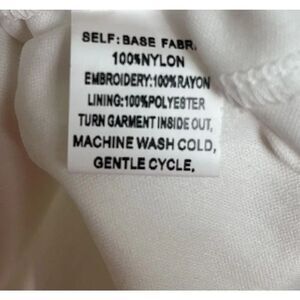 SELF:BASE FABR.
100%NYLON
EMBROIDERY:100%RAYON
LINING:100%POLYESTER
TURN GARMENT INSIDE OUT,
MACHINE WASH COLD,
GENTLE CYCLE,